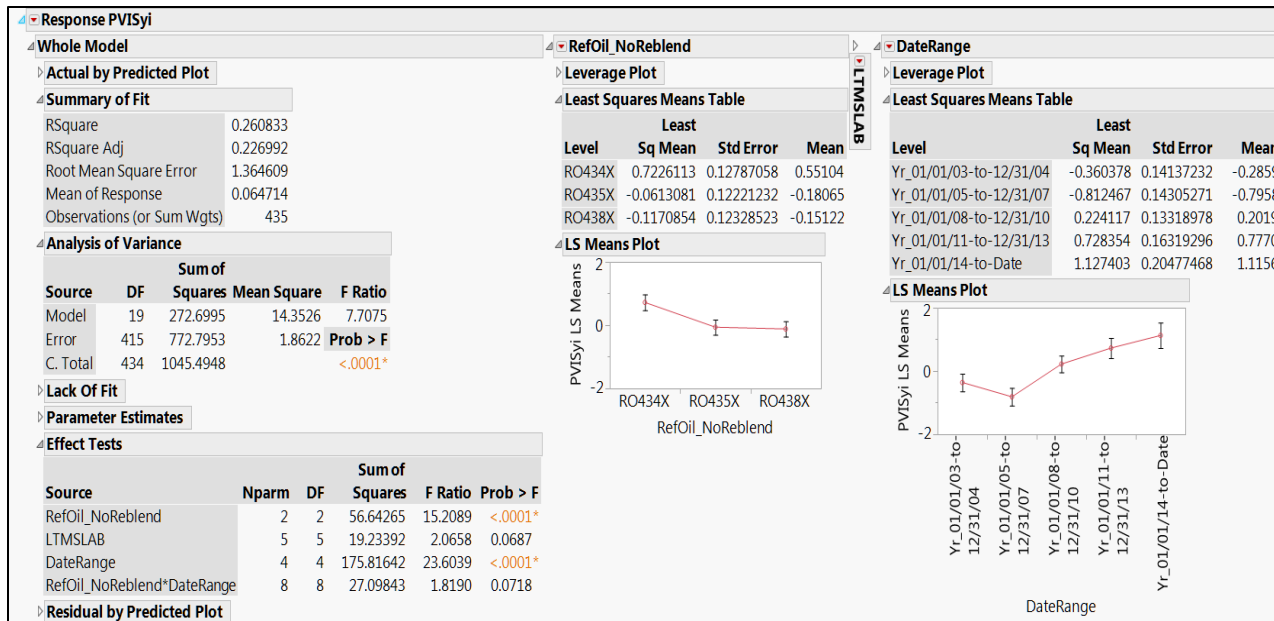 Response PVISyi
Whole Model
Actual by Predicted Plot
Summary of Fit
RSquare 0.260833
RSquare Adj 0.226992
Root Mean Square Error 1.364609
Mean of Response 0.064714
Observations (or Sum Wgts) 435
Analysis of Variance
Sum of
Source DF Squares Mean Square F Ratio
Model 19 272.6995 14.3526 7.7075
Error 415 772.7953 1.8622 Prob > F
C. Total 434 1045.4948 <.0001*
Lack Of Fit
Parameter Estimates
Effect Tests
Sum of
Source Nparm DF Squares F Ratio Prob > F
RefOil_NoReblend 2 2 56.64265 15.2089 <.0001*
LTMSLAB 5 5 19.23392 2.0658 0.0687
DateRange 4 4 175.81642 23.6039 <.0001*
RefOil_NoReblend*DateRange 8 8 27.09843 1.8190 0.0718
Residual by Predicted Plot
RefOil_NoReblend
Leverage Plot
Least Squares Means Table
Least
Level Sq Mean Std Error Mean
RO434X 0.7226113 0.12787058 0.55104
RO435X -0.0613081 0.12221232 -0.18065
RO438X -0.1170854 0.12328523 -0.15122
LS Means Plot
PVISyi LS Means
2
0
-2
RO434X RO435X RO438X
RefOil_NoReblend
LTMSLAB
DateRange
Leverage Plot
Least Squares Means Table
Least
Level Sq Mean Std Error Mean
Yr_01/01/03-to-12/31/04 -0.360378 0.14137232 -0.2859
Yr_01/01/05-to-12/31/07 -0.812467 0.14305271 -0.7958
Yr_01/01/08-to-12/31/10 0.224117 0.13318978 0.2019
Yr_01/01/11-to-12/31/13 0.728354 0.16319296 0.7770
Yr_01/01/14-to-Date 1.127403 0.20477468 1.1156
LS Means Plot
PVISyi LS Means
2
0
-2
Yr_01/01/03-to
12/31/04
Yr_01/01/05-to
12/31/07
Yr_01/01/08-to
12/31/10
Yr_01/01/11-to
12/31/13
Yr_01/01/14-to-Date
DateRange